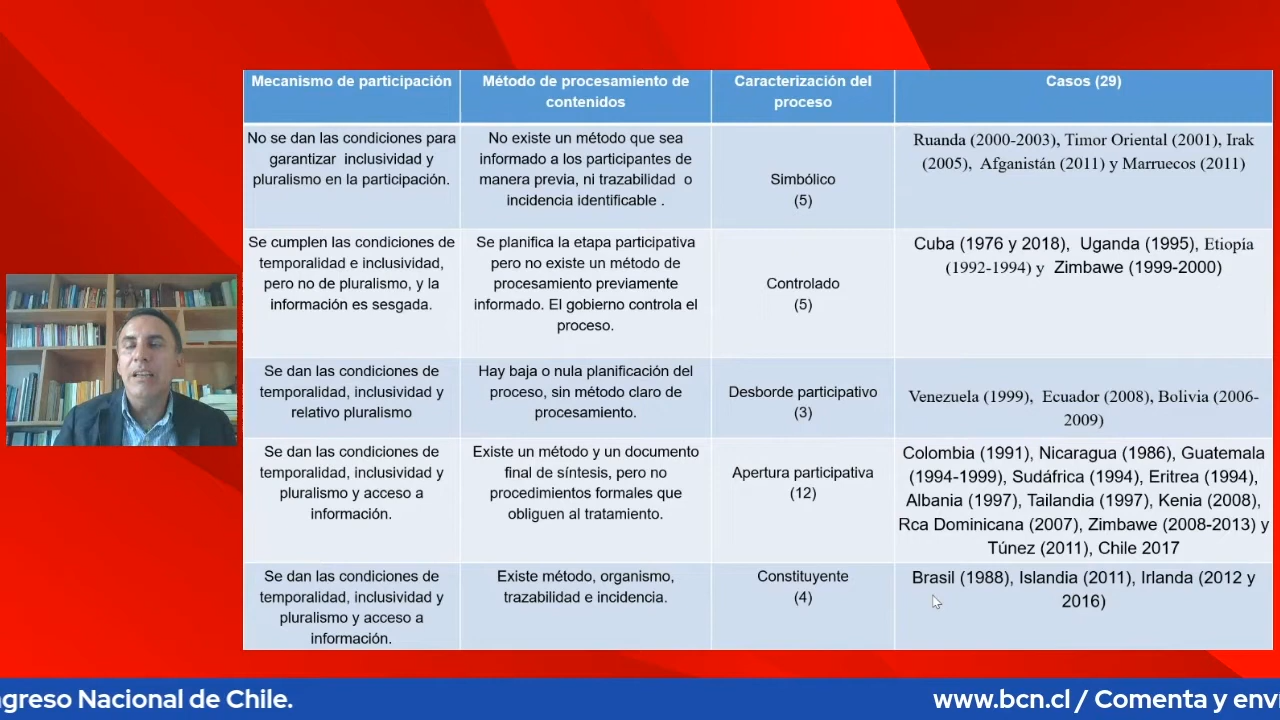 Mecanismo de participación
Método de procesamiento de
contenidos
Caracterización del
proceso
Casos (29)
No se dan las condiciones para
garantizar inclusividad y
pluralismo en la participación.
No existe un método que sea
informado a los participantes de
manera previa, ni trazabilidad o
incidencia identificable .
Simbólico
(5)
Ruanda (2000-2003), Timor Oriental (2001), Irak
(2005), Afganistán (2011) y Marruecos (2011)
Se cumplen las condiciones de
temporalidad e inclusividad,
pero no de pluralismo, y la
información es sesgada.
Se planifica la etapa participativa
pero no existe un método de
procesamiento previamente
informado. El gobierno controla el
proceso.
Controlado
(5)
Cuba (1976 y 2018), Uganda (1995), Etiopía
(1992-1994) y Zimbawe (1999-2000)
Se dan las condiciones de
temporalidad, inclusividad y
relativo pluralismo
Hay baja o nula planificación del
proceso, sin método claro de
procesamiento.
Desborde participativo
(3)
Venezuela (1999), Ecuador (2008), Bolivia (2006-
2009)
Se dan las condiciones de
temporalidad, inclusividad y
pluralismo y acceso a
información.
Existe un método y un documento
final de síntesis, pero no
procedimientos formales que
obliguen al tratamiento.
Apertura participativa
(12)
Colombia (1991), Nicaragua (1986), Guatemala
(1994-1999), Sudáfrica (1994), Eritrea (1994),
Albania (1997), Tailandia (1997), Kenia (2008),
Rca Dominicana (2007), Zimbawe (2008-2013) y
Túnez (2011), Chile 2017
Se dan las condiciones de
temporalidad, inclusividad y
pluralismo y acceso a
información.
Existe método, organismo,
trazabilidad e incidencia.
Constituyente
(4)
Brasil (1988), Islandia (2011), Irlanda (2012 y
2016)
ngreso Nacional de Chile.
www.bcn.cl / Comenta y env